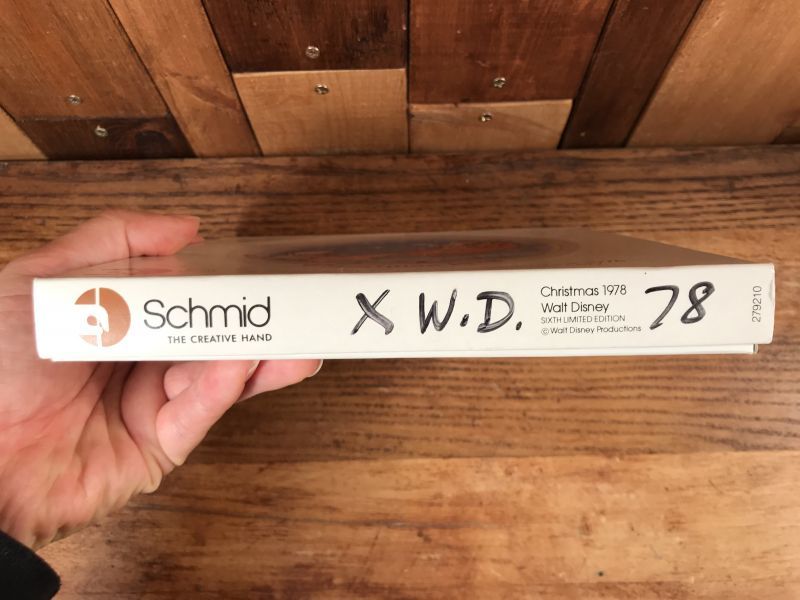 Schmid
THE CREATIVE HAND
X W.D.
Christmas 1978
Walt Disney
SIXTH LIMITED EDITION
© Walt Disney Productions
78
279210